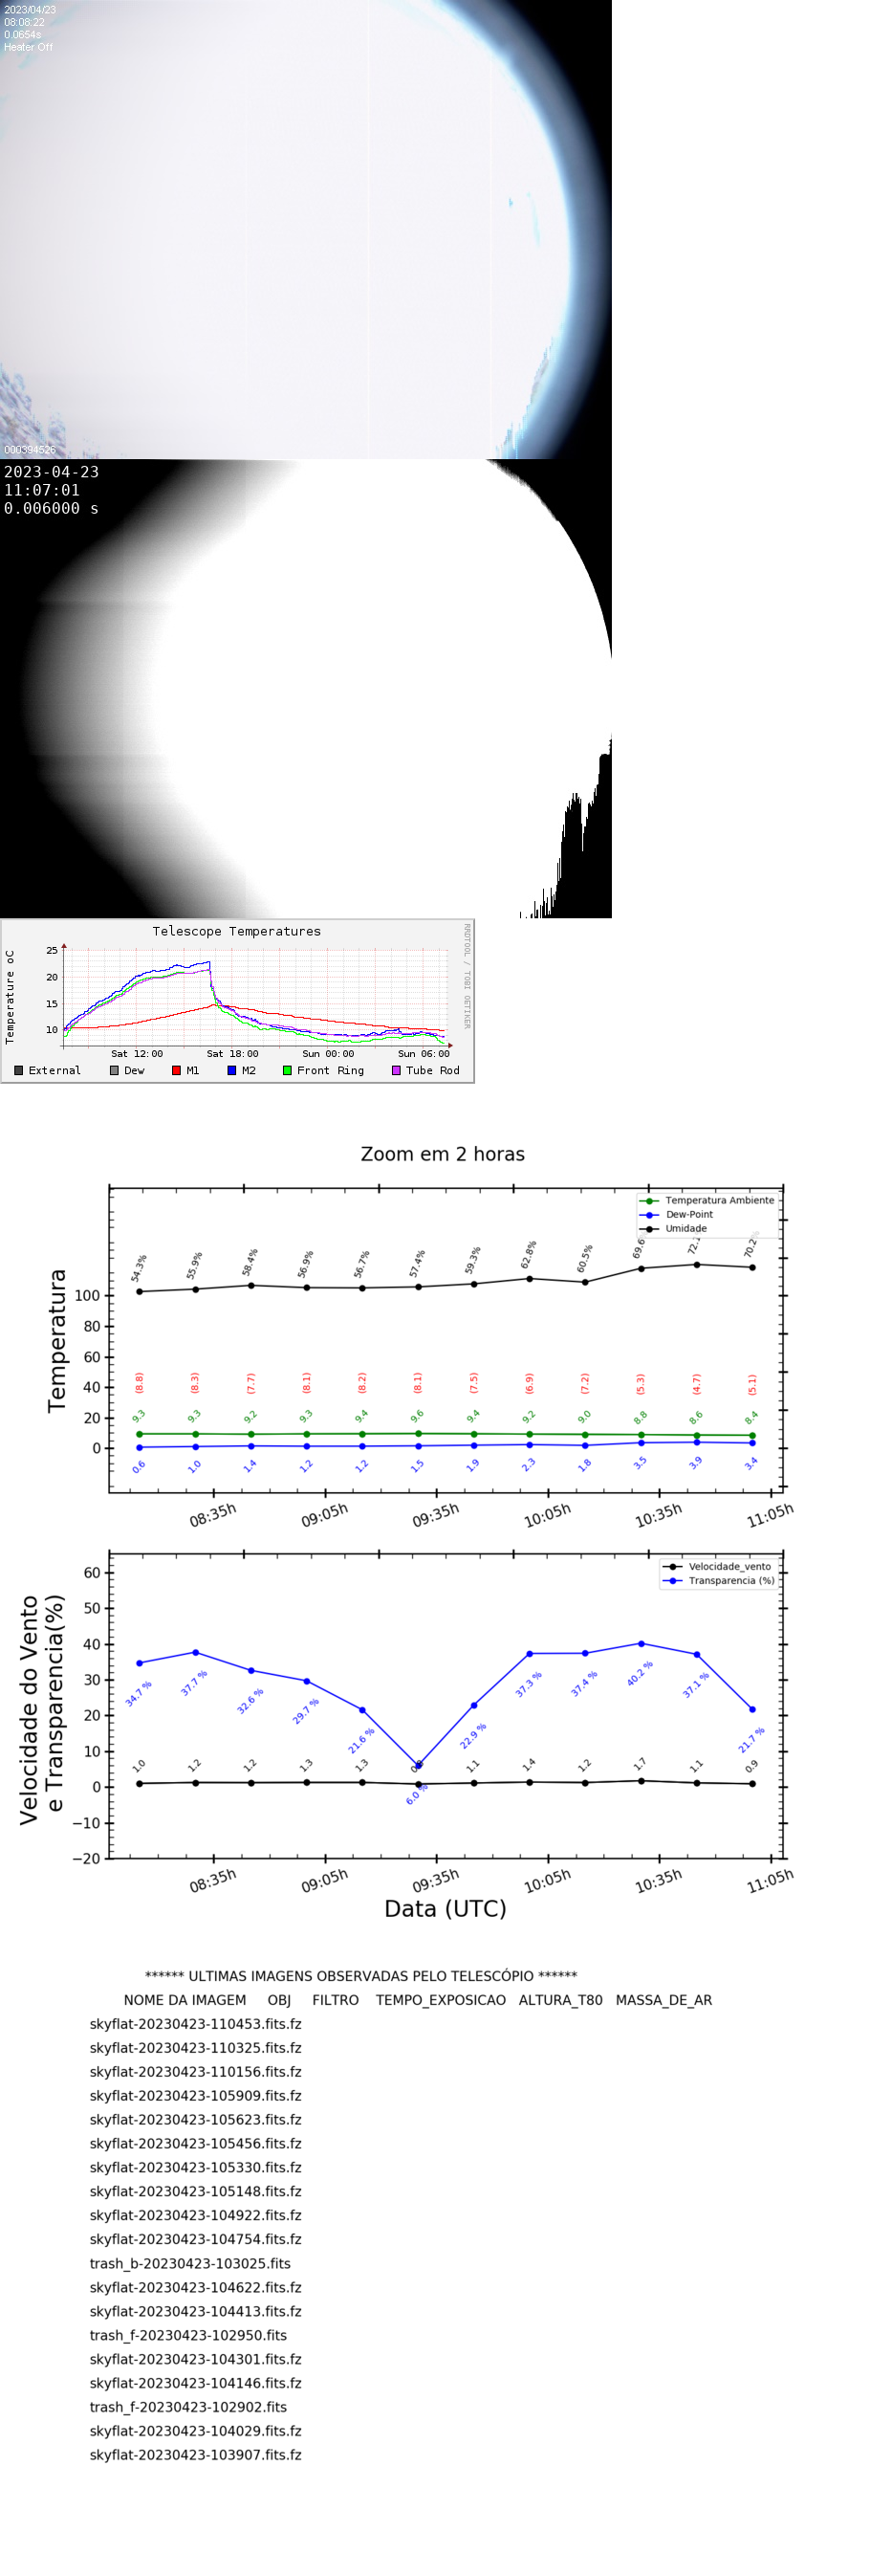 2023/04/23
08:08:22
0.0654s
Heater Off
000394526
2023-04-23
11:07:01
0.006000 s
Telescope Temperatures
RRDTOOL / TOBI OETIKER
Temperature oC
25
20
15
10
Sat 12:00 Sat 18:00 Sun 00:00 Sun 06:00
External Dew M1 M2 Front Ring Tube Rod
Zoom em 2 horas
Temperatura Ambiente
Dew-Point
Umidade
Temperatura
54.3% 55.9% 58.4% 56.9% 56.7% 57.4% 59.3% 62.8% 60.5% 69.6 72. 70.2%
100
80
60
40
20
0
(8.8) (8.3) (7.7) (8.1) (8.2) (8.1) (7.5) (6.9) (7.2) (5.3) (4.7) (5.1)
9.3 9.3 9.2 9.3 9.4 9.6 9.4 9.2 9.0 8.8 8.6 8.4
0.6 1.0 1.4 1.2 1.2 1.5 1.9 2.3 1.8 3.5 3.9 3.4
08:35h 09:05h 09:35h 10:05h 10:35h 11:05h
Velocidade_vento
Transparencia (%)
Velocidade do Vento
e Transparencia(%)
60
50
40
30
20
10
0
−10
−20
34.7 % 37.7 % 32.6 % 29.7 % 21.6 % 6.0 % 22.9 % 37.3 % 37.4 % 40.2 % 37.1 % 21.7 %
1.0 1.2 1.2 1.3 1.3 1.1 1.4 1.2 1.7 1.1 0.9
08:35h 09:05h 09:35h 10:05h 10:35h 11:05h
Data (UTC)
****** ULTIMAS IMAGENS OBSERVADAS PELO TELESCÓPIO ******
NOME DA IMAGEM OBJ FILTRO TEMPO_EXPOSICAO ALTURA_T80 MASSA_DE_AR
skyflat-20230423-110453.fits.fz
skyflat-20230423-110325.fits.fz
skyflat-20230423-110156.fits.fz
skyflat-20230423-105909.fits.fz
skyflat-20230423-105623.fits.fz
skyflat-20230423-105456.fits.fz
skyflat-20230423-105330.fits.fz
skyflat-20230423-105148.fits.fz
skyflat-20230423-104922.fits.fz
skyflat-20230423-104754.fits.fz
trash_b-20230423-103025.fits
skyflat-20230423-104622.fits.fz
skyflat-20230423-104413.fits.fz
trash_f-20230423-102950.fits
skyflat-20230423-104301.fits.fz
skyflat-20230423-104146.fits.fz
trash_f-20230423-102902.fits
skyflat-20230423-104029.fits.fz
skyflat-20230423-103907.fits.fz